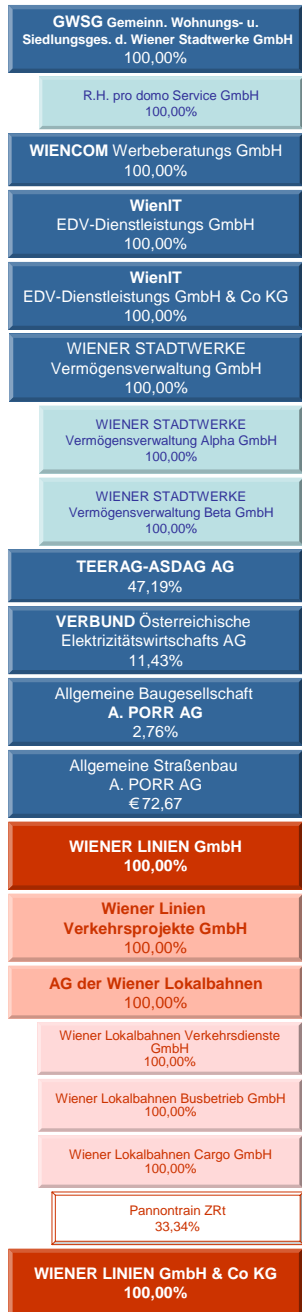 GWSG Gemeinn. Wohnungs- u.
Siedlungsges. d. Wiener Stadtwerke GmbH
100,00%
R.H. pro domo Service GmbH
100,00%
WIENCOM Werbeberatungs GmbH
100,00%
WienIT
EDV-Dienstleistungs GmbH
100,00%
WienIT
EDV-Dienstleistungs GmbH & Co KG
100,00%
WIENER STADTWERKE
Vermögensverwaltung GmbH
100,00%
WIENER STADTWERKE
Vermögensverwaltung Alpha GmbH
100,00%
WIENER STADTWERKE
Vermögensverwaltung Beta GmbH
100,00%
TEERAG-ASDAG AG
47,19%
VERBUND Österreichische
Elektrizitätswirtschafts AG
11,43%
Allgemeine Baugesellschaft
A. PORR AG
2,76%
Allgemeine Straßenbau
A. PORR AG
€ 72,67
WIENER LINIEN GmbH
100,00%
Wiener Linien
Verkehrsprojekte GmbH
100,00%
AG der Wiener Lokalbahnen
100,00%
Wiener Lokalbahnen Verkehrsdienste
GmbH
100,00%
Wiener Lokalbahnen Busbetrieb GmbH
100,00%
Wiener Lokalbahnen Cargo GmbH
100,00%
Pannontrain ZRt
33,34%
WIENER LINIEN GmbH & Co KG
100,00%